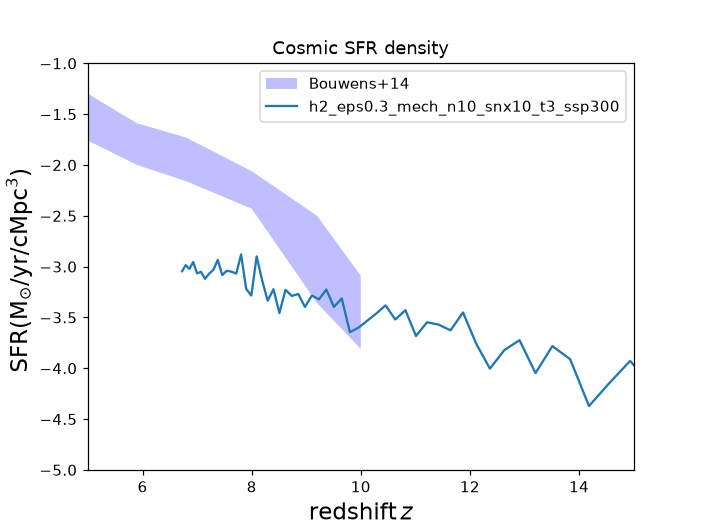 Cosmic SFR density
SFR(M⊙/yr/cMpc³)
−1.0
−1.5
−2.0
−2.5
−3.0
−3.5
−4.0
−4.5
−5.0
Bouwens+14
h2_eps0.3_mech_n10_snx10_t3_ssp300
6 8 10 12 14
redshift z